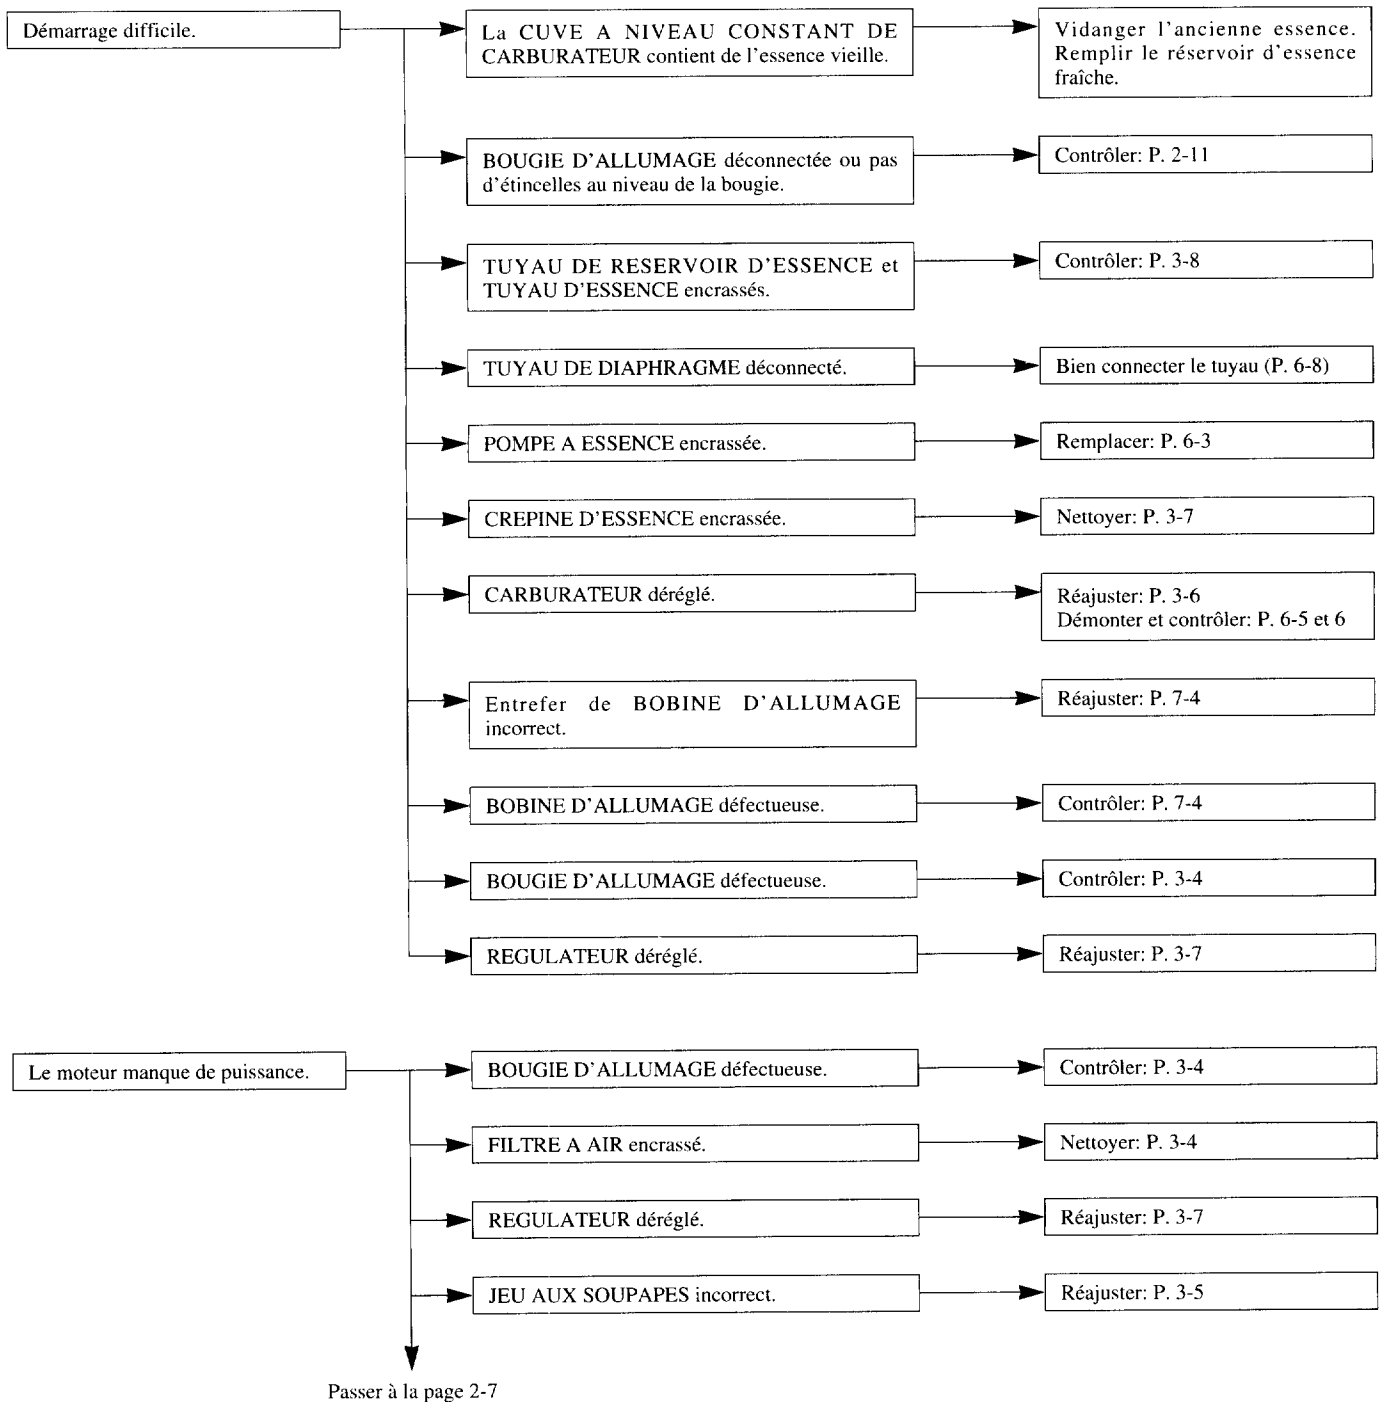 Démarrage difficile.
La CUVE A NIVEAU CONSTANT DE
CARBURATEUR contient de l'essence vieille.
Vidanger l'ancienne essence.
Remplir le réservoir d'essence
fraîche.
BOUGIE D'ALLUMAGE déconnectée ou pas
d'étincelles au niveau de la bougie.
Contrôler: P. 2-11
TUYAU DE RESERVOIR D'ESSENCE et
TUYAU D'ESSENCE encrassés.
Contrôler: P. 3-8
TUYAU DE DIAPHRAGME déconnecté.
Bien connecter le tuyau (P. 6-8)
POMPE A ESSENCE encrassée.
Remplacer: P. 6-3
CREPINE D'ESSENCE encrassée.
Nettoyer: P. 3-7
CARBURATEUR déréglé.
Réajuster: P. 3-6
Démonter et contrôler: P. 6-5 et 6
Entrefer de BOBINE D'ALLUMAGE
incorrect.
Réajuster: P. 7-4
BOBINE D'ALLUMAGE défectueuse.
Contrôler: P. 7-4
BOUGIE D'ALLUMAGE défectueuse.
Contrôler: P. 3-4
REGULATEUR déréglé.
Réajuster: P. 3-7
Le moteur manque de puissance.
BOUGIE D'ALLUMAGE défectueuse.
Contrôler: P. 3-4
FILTRE A AIR encrassé.
Nettoyer: P. 3-4
REGULATEUR déréglé.
Réajuster: P. 3-7
JEU AUX SOUPAPES incorrect.
Réajuster: P. 3-5
Passer à la page 2-7